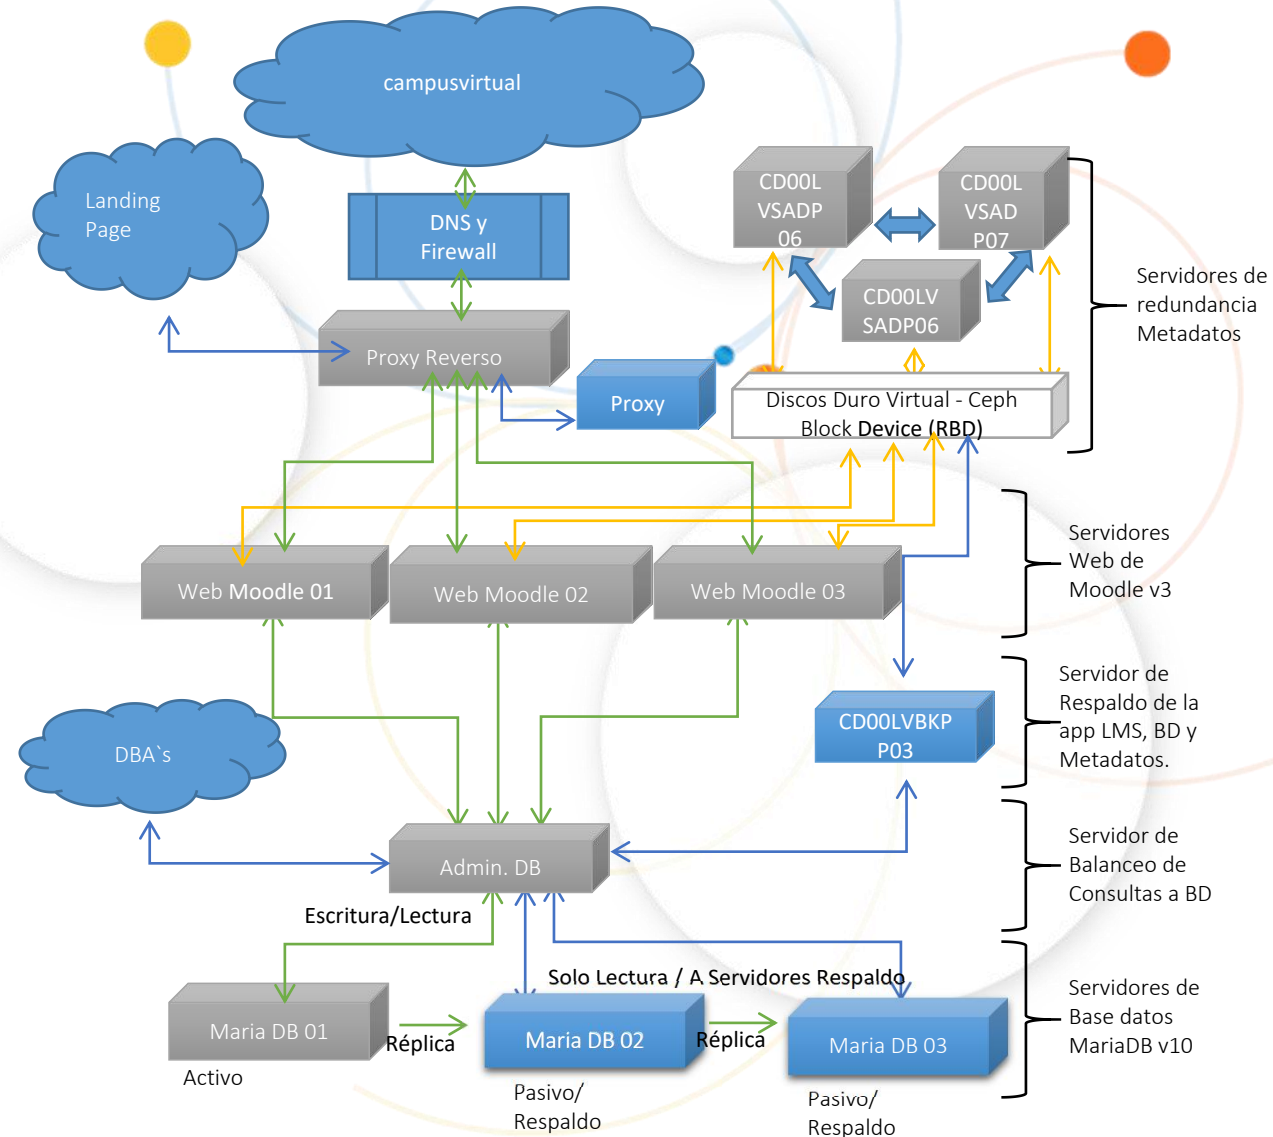 campusvirtual
Landing
Page
DNS y
Firewall
CD00L
VSADP
06
CD00L
VSAD
P07
CD00LV
SADP06
Servidores de
redundancia
Metadatos
Proxy Reverso
Proxy
Discos Duro Virtual - Ceph
Block Device (RBD)
Servidores
Web de
Moodle v3
Web Moodle 01
Web Moodle 02
Web Moodle 03
Servidor de
Respaldo de la
app LMS, BD y
Metadatos.
CD00LVBKP
P03
DBA`s
Servidor de
Balanceo de
Consultas a BD
Admin. DB
Escritura/Lectura
Solo Lectura / A Servidores Respaldo
Servidores de
Base datos
MariaDB v10
Maria DB 01
Réplica
Maria DB 02
Réplica
Maria DB 03
Activo
Pasivo/
Respaldo
Pasivo/
Respaldo